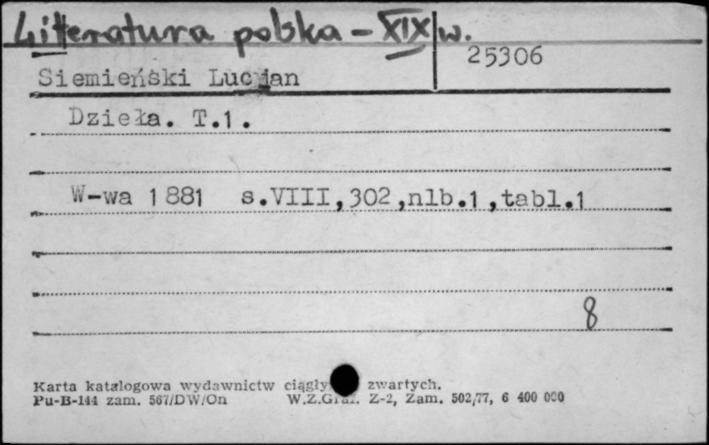 Literatura polska - XIX w.
25306
Siemieński Lucjan
Dzieła. T.1.
W-wa 1881 s.VIII,302,nlb.1,tabl.1
8
Karta katalogowa wydawnictw zwartych.
Pu-B-144 zam. 567/DW/On W.Z.Graf. Z-2, Zam. 502/77, 6 400 000